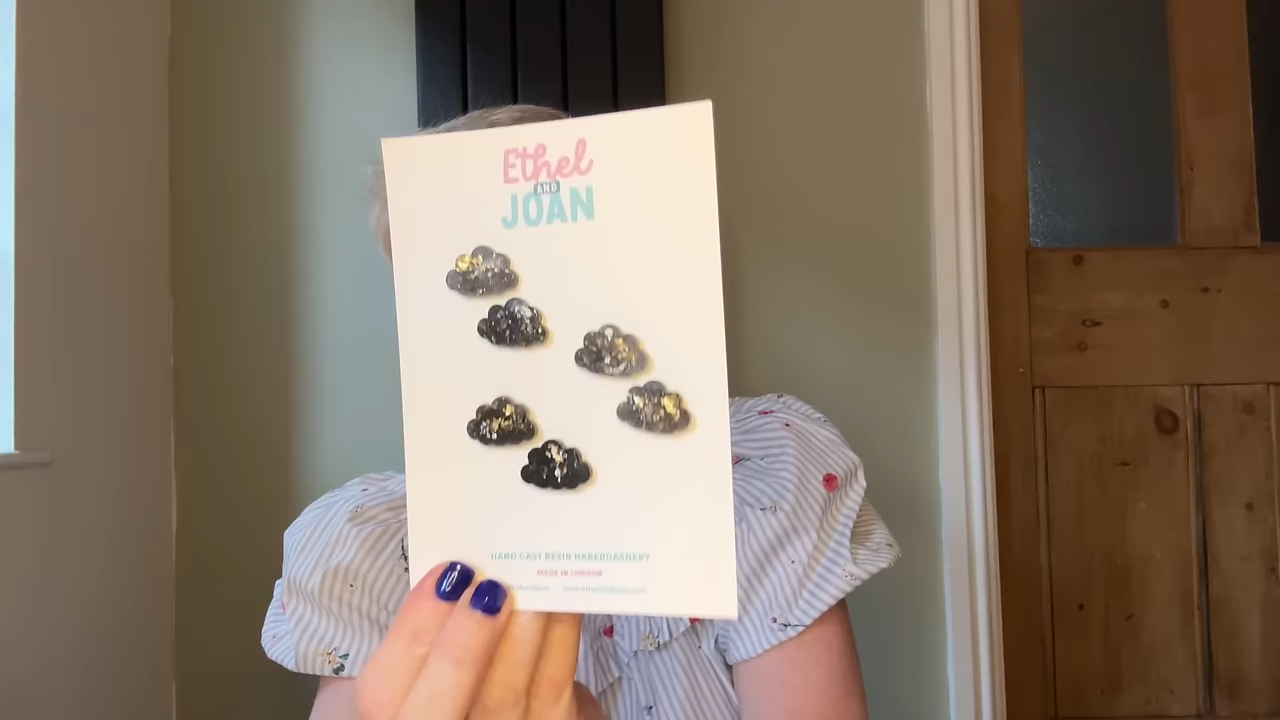 Ethel
AND
JOAN
HAND CAST RESIN HABERDASHERY
MADE IN LONDON